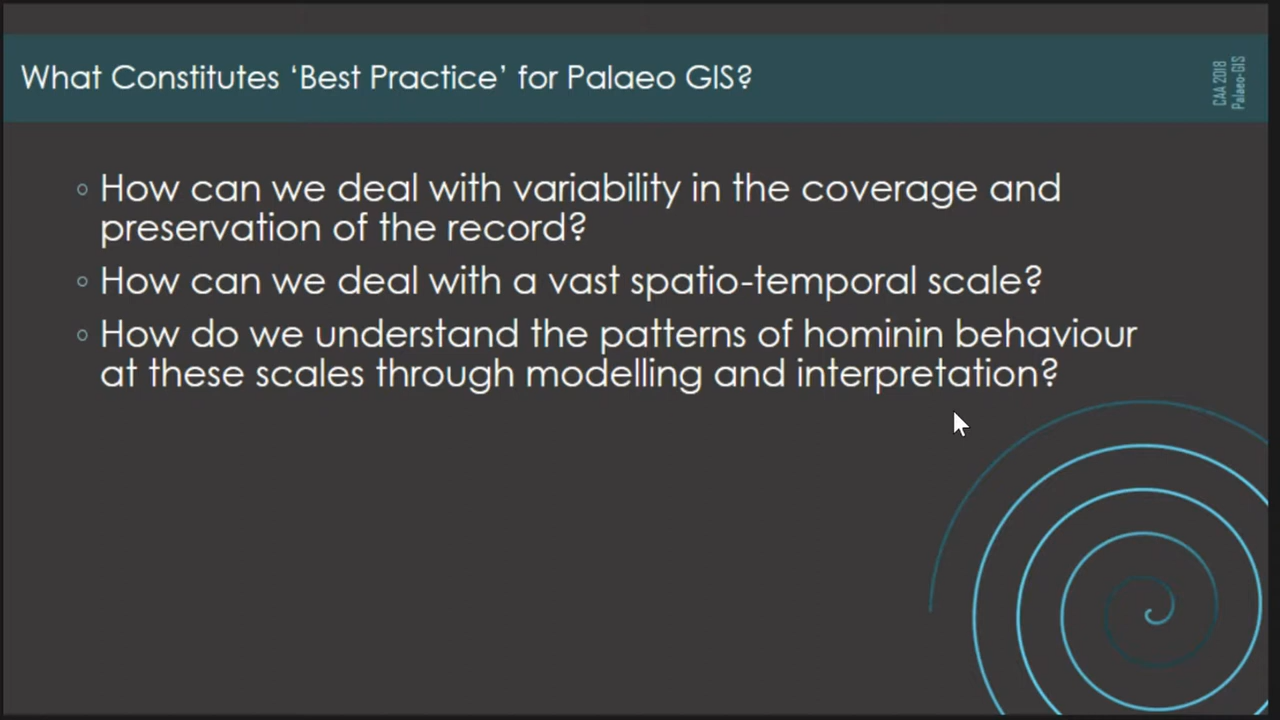 What Constitutes ‘Best Practice’ for Palaeo GIS?
CAA 2018
Palaeo-GIS
◦ How can we deal with variability in the coverage and
preservation of the record?
◦ How can we deal with a vast spatio-temporal scale?
◦ How do we understand the patterns of hominin behaviour
at these scales through modelling and interpretation?